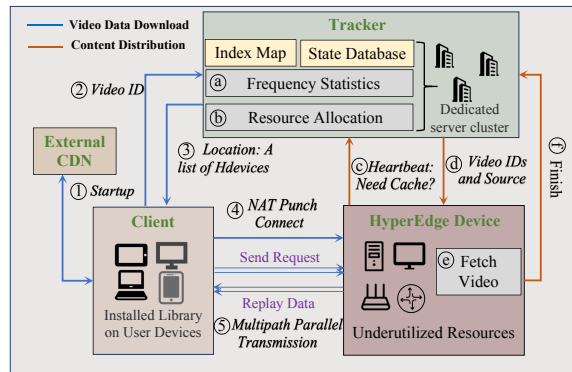 Video Data Download
Content Distribution
Tracker
Index Map
State Database
ⓐ Frequency Statistics
ⓑ Resource Allocation
Dedicated
server cluster
② Video ID
External
CDN
① Startup
③ Location: A
list of Hdevices
ⓒ Heartbeat:
Need Cache?
ⓓ Video IDs
and Source
ⓕ Finish
Client
④ NAT Punch
Connect
HyperEdge Device
Send Request
ⓔ Fetch
Video
Replay Data
Installed Library
on User Devices
⑤ Multipath Parallel
Transmission
Underutilized Resources